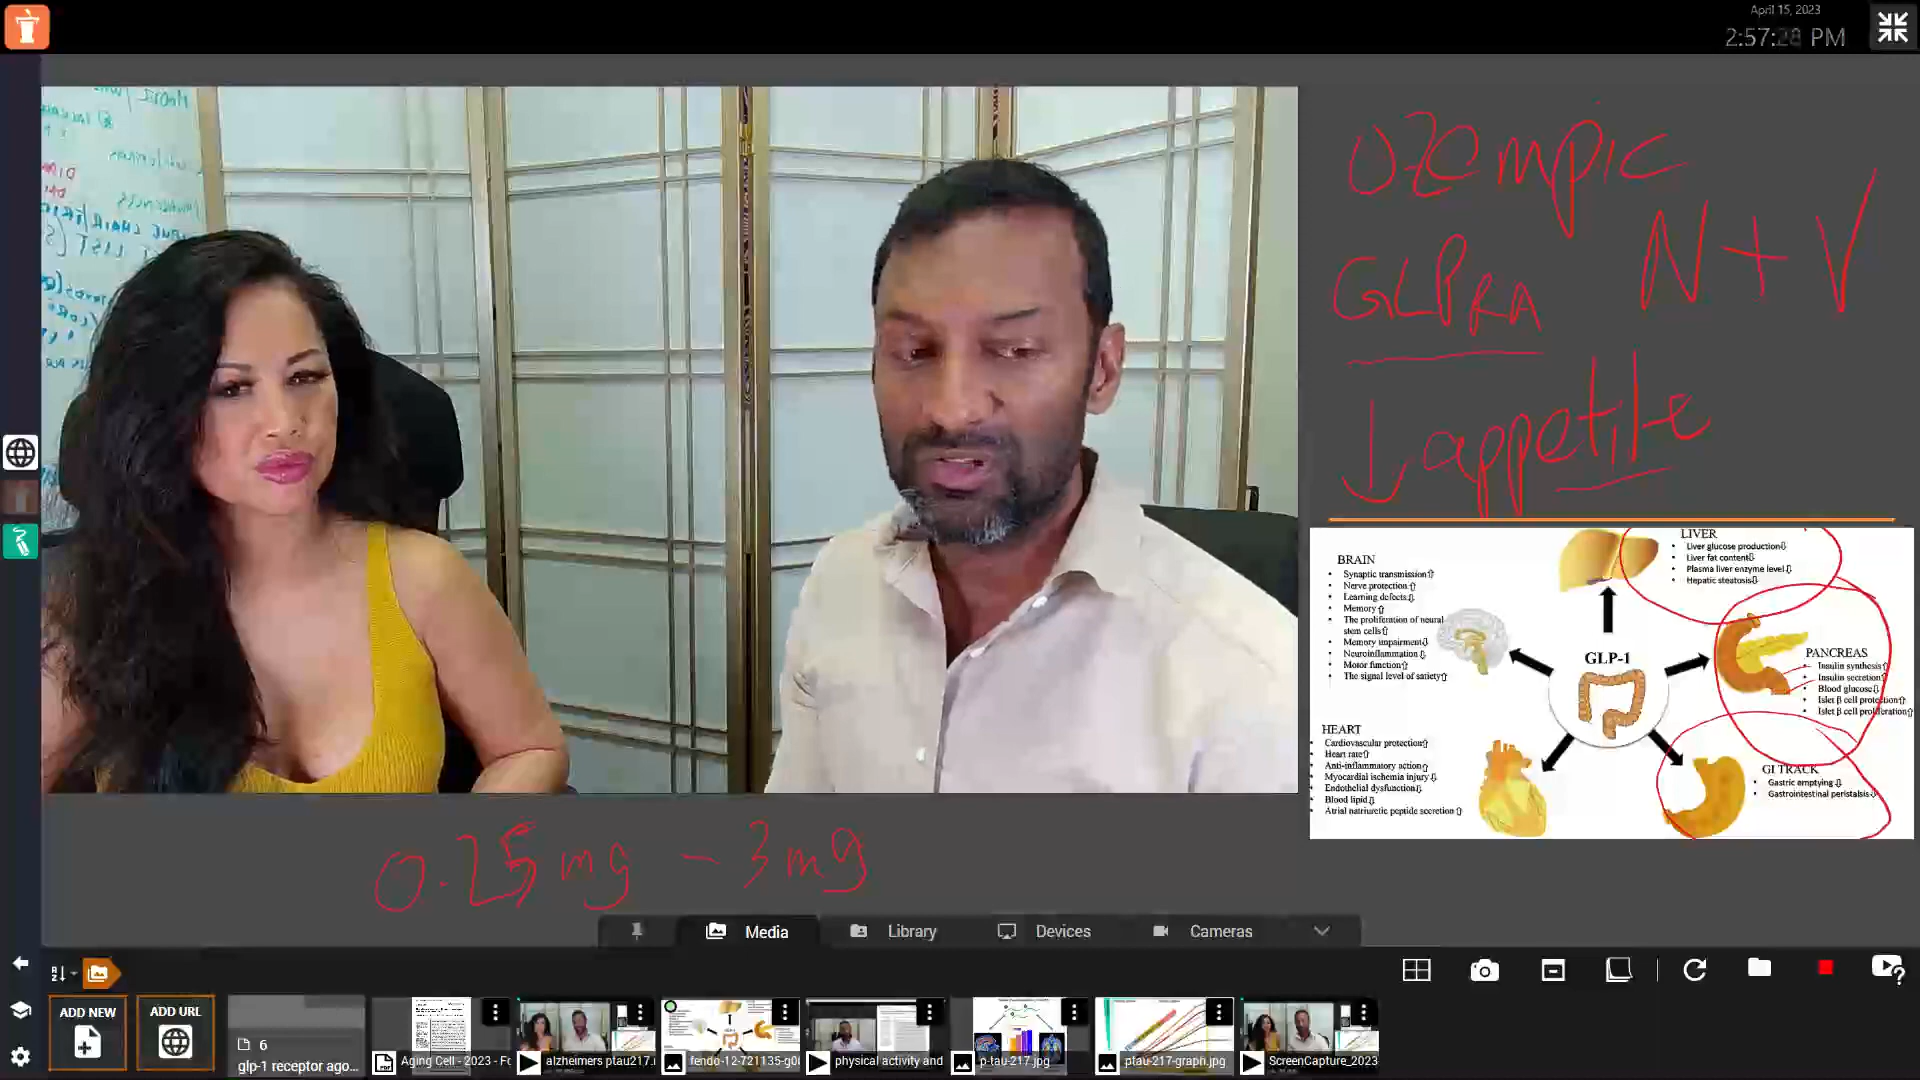 April 15, 2023
2:57:28 PM
OZempic
GLPRA N + V
↓ appetite
LIVER
• Liver glucose production⇩
• Liver fat content⇩
• Plasma liver enzyme level⇩
• Hepatic steatosis⇩
BRAIN
• Synaptic transmission⇧
• Nerve protection⇧
• Learning defects⇩
• Memory⇧
• The proliferation of neural
stem cells⇧
• Memory impairment⇩
• Neuroinflammation⇩
• Motor function⇧
• The signal level of satiety⇧
GLP-1
PANCREAS
• Insulin synthesis⇧
• Insulin secretion⇧
• Blood glucose⇩
• Islet β cell protection⇧
• Islet β cell proliferation⇧
HEART
• Cardiovascular protection⇧
• Heart rate⇧
• Anti-inflammatory action⇧
• Myocardial ischemia injury⇩
• Endothelial dysfunction⇩
• Blood lipid⇩
• Atrial natriuretic peptide secretion⇧
GI TRACK
• Gastric emptying⇩
• Gastrointestinal peristalsis⇩
0.25 mg – 3 mg
Media Library Devices Cameras
ADD NEW
ADD URL
6
glp-1 receptor ago...
Aging Cell - 2023 - Fo
alzheimers ptau217.
fendo-12-721135-g0
physical activity and
p-tau-217.jpg
ptau-217-graph.jpg
ScreenCapture_2023